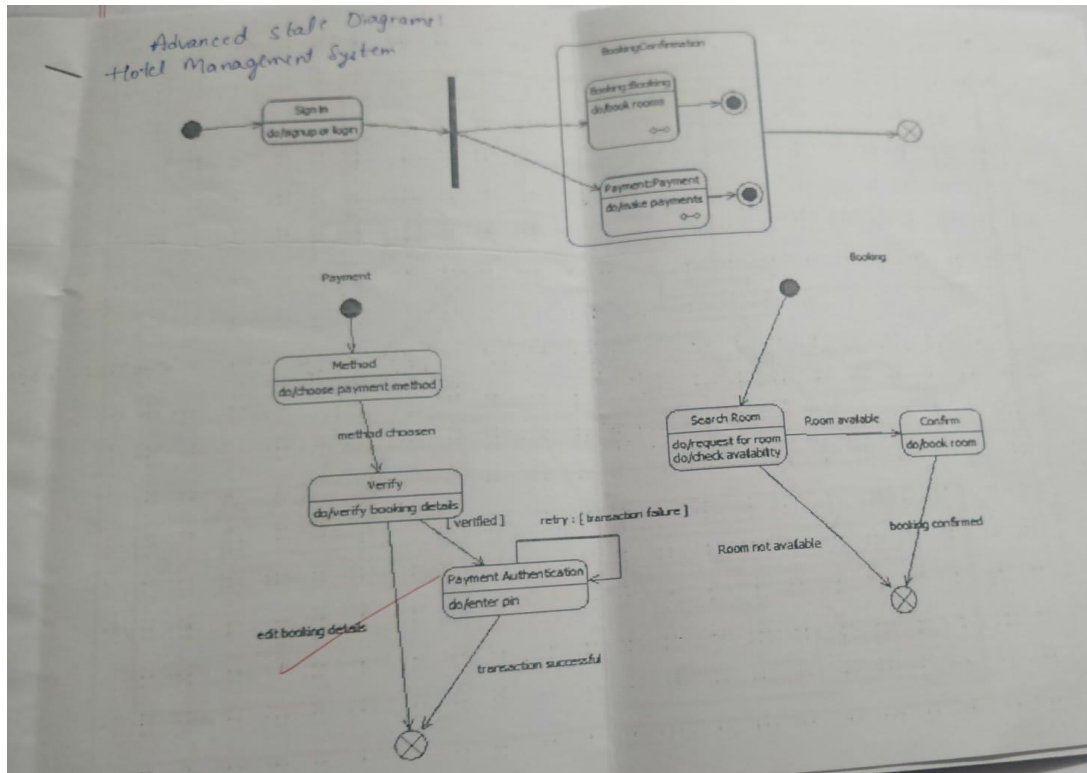 Advanced State Diagrams:
Hotel Management System
BookingConfirmation
Sign In
do/signup or login
Booking:Booking
do/book rooms
Payment:Payment
do/make payments
Payment
Method
do/choose payment method
method choosen
Verify
do/verify booking details
[ verified ]
retry : [ transaction failure ]
Payment Authentication
do/enter pin
edit booking details
transaction successful
Booking
Search Room
do/request for room
do/check availability
Room available
Confirm
do/book room
booking confirmed
Room not available